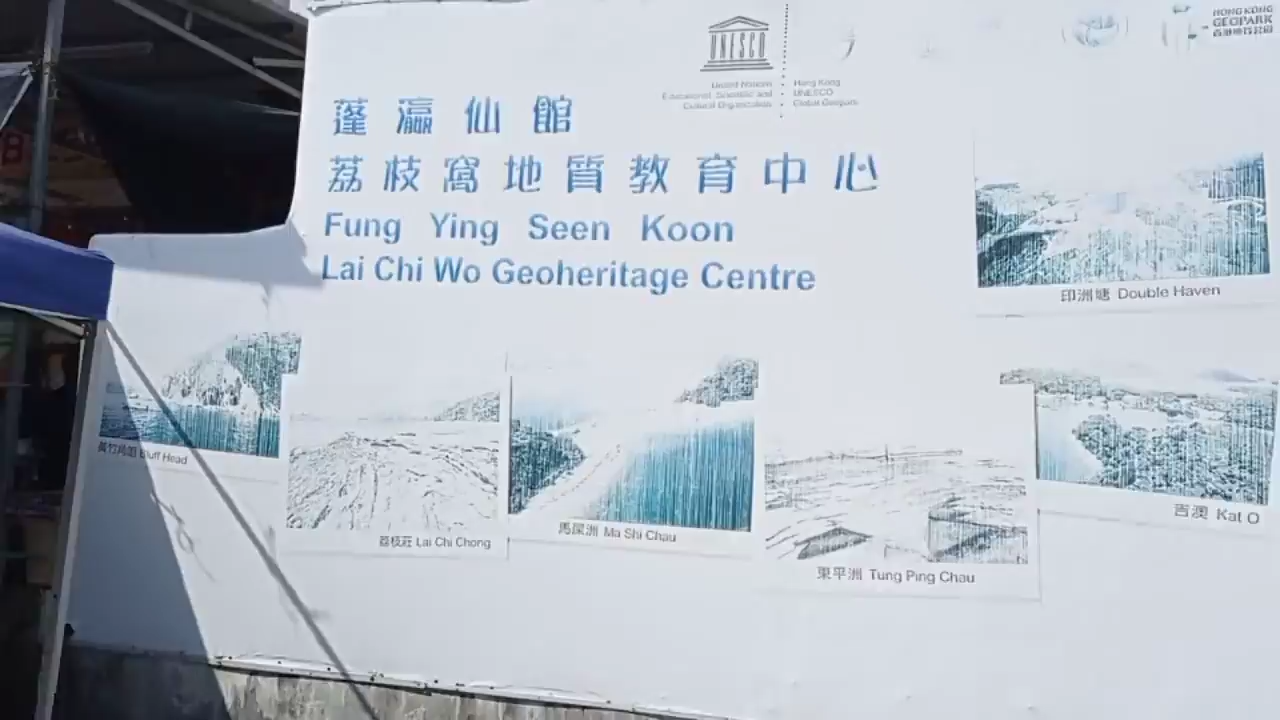 UNESCO
United Nations
Educational, Scientific and
Cultural Organization
Hong Kong
UNESCO
Global Geopark
HONG KONG
GEOPARK
香港地質公園
蓬瀛仙館
荔枝窩地質教育中心
Fung Ying Seen Koon
Lai Chi Wo Geoheritage Centre
印洲塘 Double Haven
黃竹角咀 Bluff Head
荔枝莊 Lai Chi Chong
馬屎洲 Ma Shi Chau
東平洲 Tung Ping Chau
吉澳 Kat O